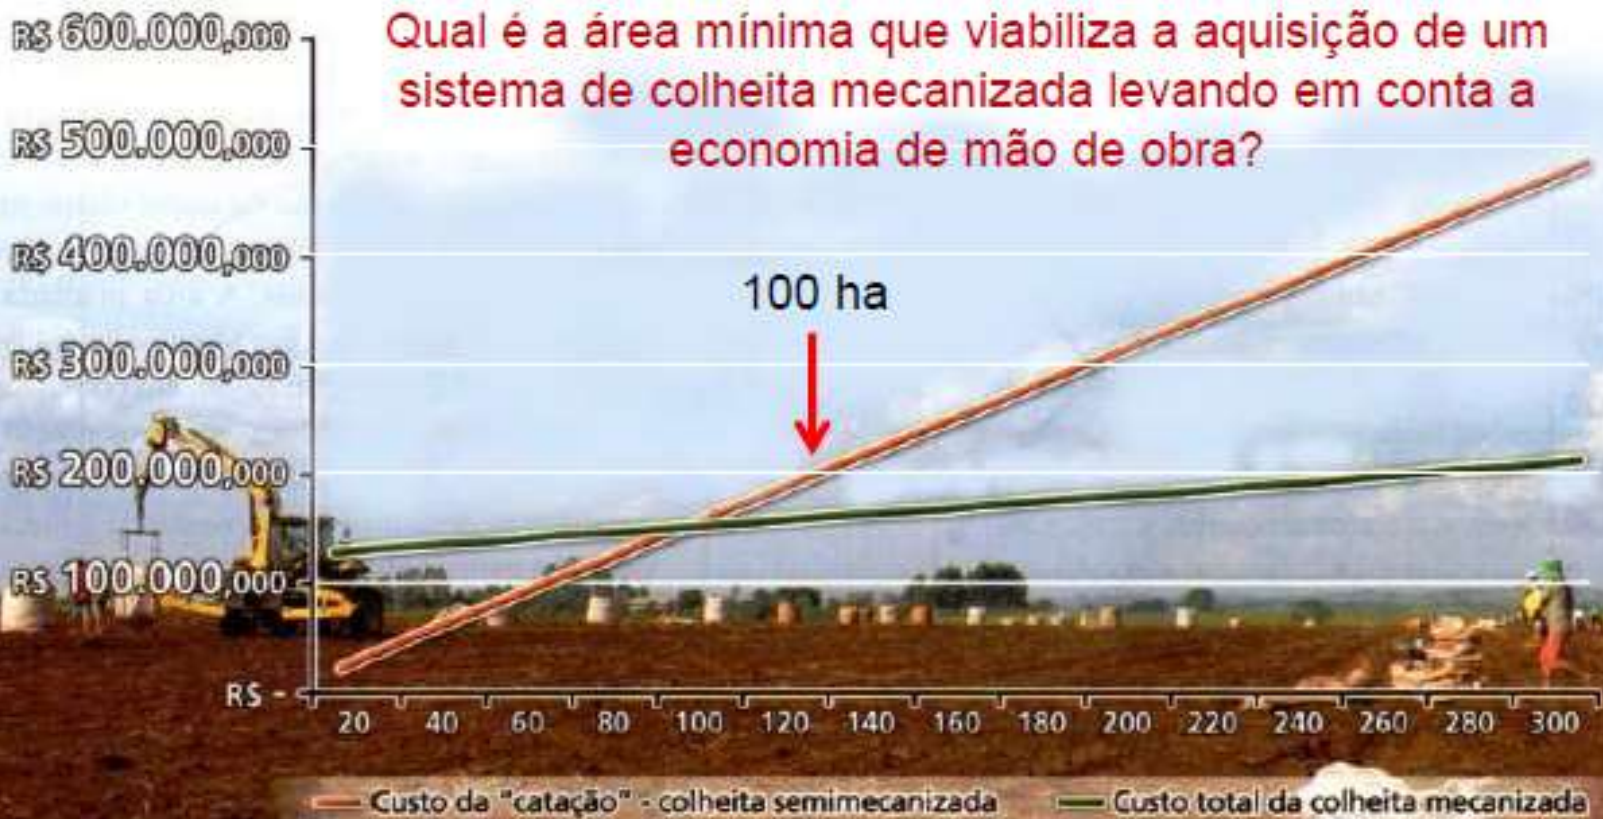 Qual é a área mínima que viabiliza a aquisição de um
sistema de colheita mecanizada levando em conta a
economia de mão de obra?
R$ 600.000,000
R$ 500.000,000
R$ 400.000,000
R$ 300.000,000
R$ 200.000,000
R$ 100.000,000
R$ -
100 ha
20 40 60 80 100 120 140 160 180 200 220 240 260 280 300
Custo da "catação" - colheita semimecanizada Custo total da colheita mecanizada